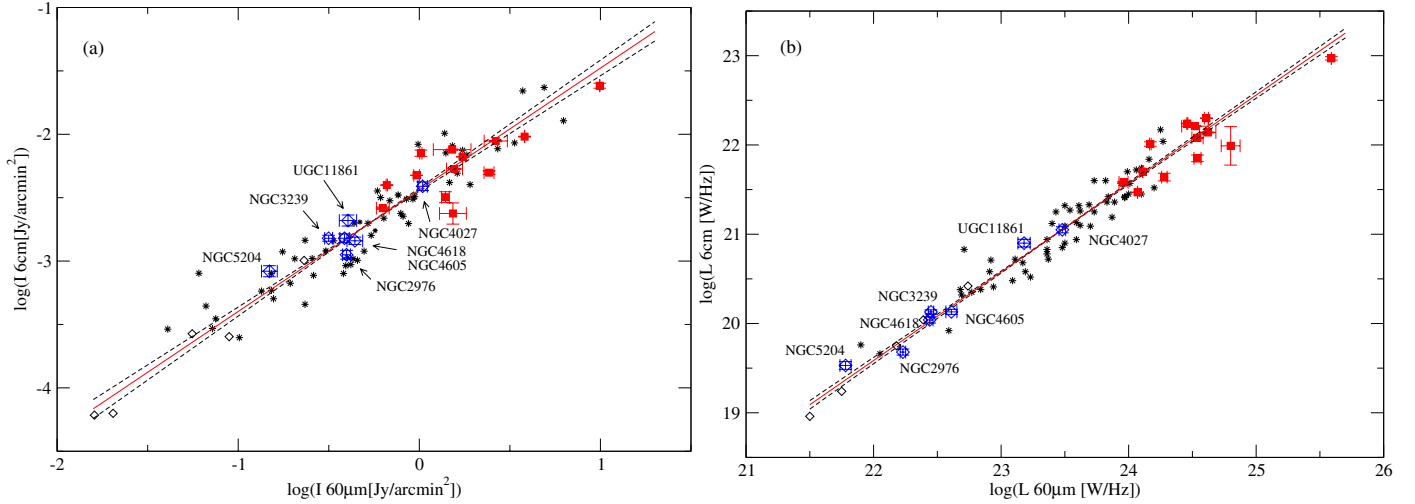 (a)
UGC11861
NGC3239
NGC5204
NGC4027
NGC4618
NGC4605
NGC2976
-2
-3
-4
log(I 6cm[Jy/arcmin²)
-2
-1
0
1
log(I 60μm[Jy/arcmin²)
(b)
UGC11861
NGC4027
NGC3239
NGC4618
NGC4605
NGC5204
NGC2976
23
22
21
20
19
log(L 6cm [W/Hz)
21
22
23
24
25
26
log(L 60μm [W/Hz])